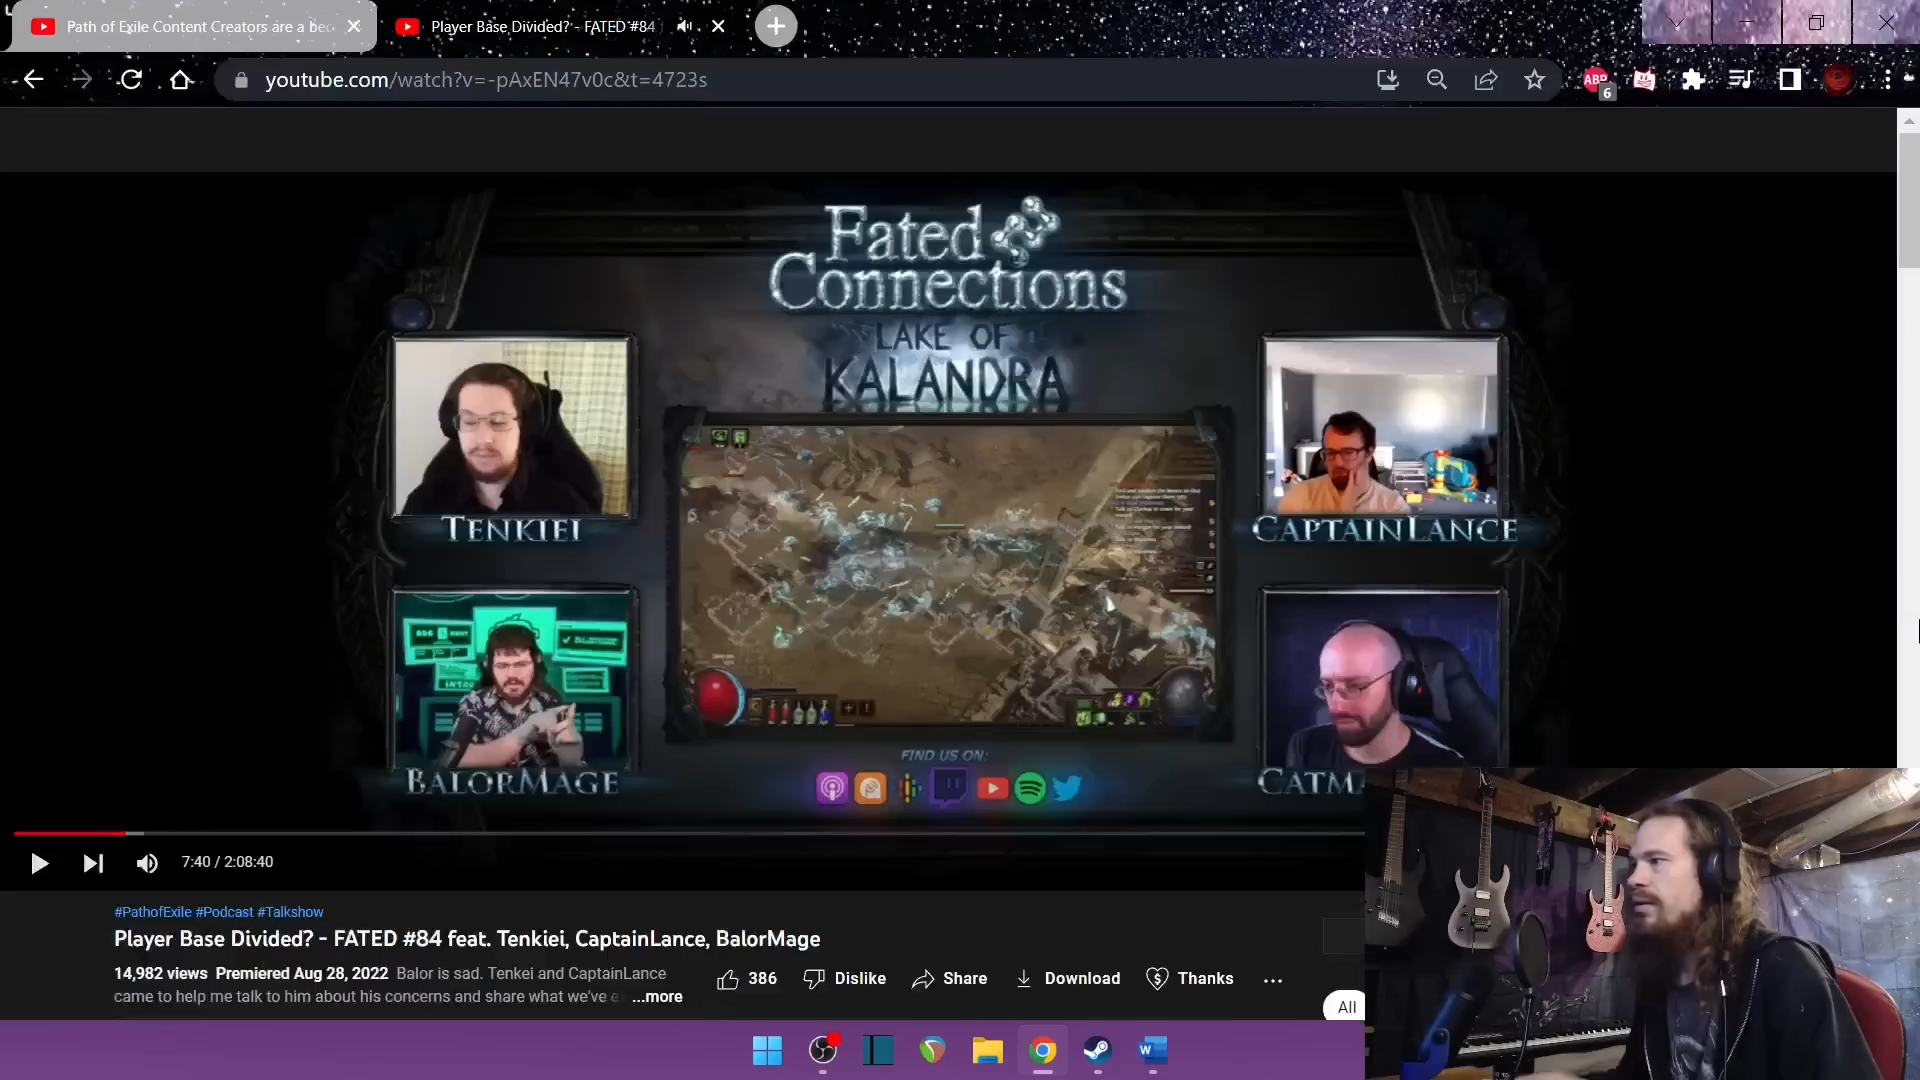 Path of Exile Content Creators are a bec
Player Base Divided? - FATED #84
youtube.com/watch?v=-pAxEN47v0c&t=4723s
ABP
6
Fated
Connections
LAKE OF
KALANDRA
TENKIEI
CAPTAINLANCE
BALORMAGE
CATMA
FIND US ON:
7:40 / 2:08:40
#PathofExile #Podcast #Talkshow
Player Base Divided? - FATED #84 feat. Tenkiei, CaptainLance, BalorMage
14,982 views Premiered Aug 28, 2022 Balor is sad. Tenkei and CaptainLance
came to help me talk to him about his concerns and share what we've e ...more
386
Dislike
Share
Download
Thanks
All
W